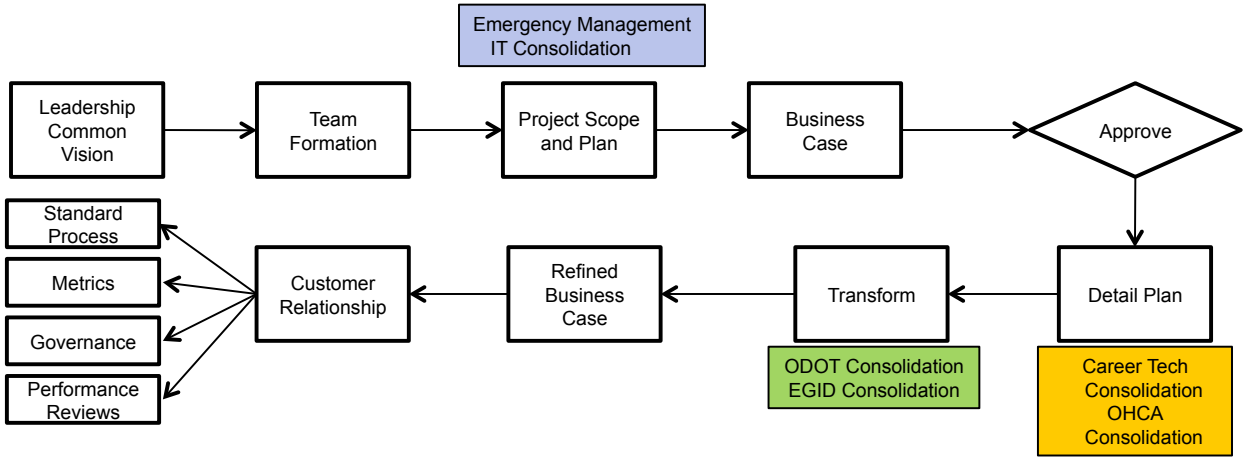 Emergency Management
IT Consolidation
Leadership
Common
Vision
Team
Formation
Project Scope
and Plan
Business
Case
Approve
Standard
Process
Metrics
Governance
Performance
Reviews
Customer
Relationship
Refined
Business
Case
Transform
Detail Plan
ODOT Consolidation
EGID Consolidation
Career Tech
Consolidation
OHCA
Consolidation